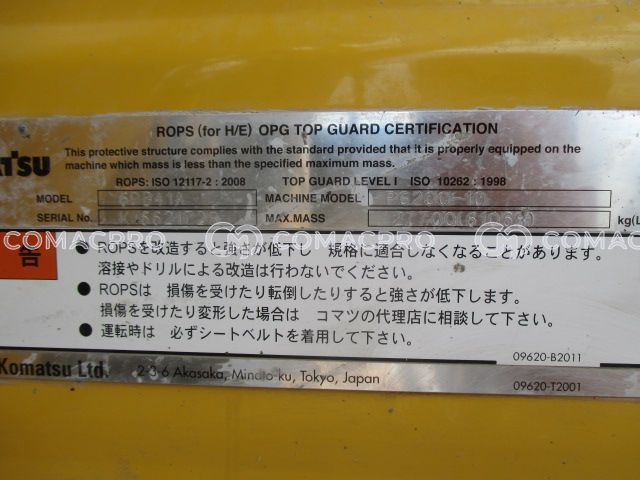 ROPS (for H/E) OPG TOP GUARD CERTIFICATION
This protective structure complies with the standard provided that it is properly equipped on the
machine which mass is less than the specified maximum mass.
ROPS: ISO 12117-2 : 2008 TOP GUARD LEVEL I ISO 10262 : 1998
MODEL MACHINE MODEL
SERIAL No. MAX.MASS kg(L
COMACPRO COMACPRO COMACPRO
告
● ROPSを改造すると強さが低下し 規格に適合しなくなることがあります。
溶接やドリルによる改造は行わないでください。
● ROPSは 損傷を受けたり転倒したりすると強さが低下します。
損傷を受けたり変形した場合は コマツの代理店に相談して下さい。
● 運転時は 必ずシートベルトを着用して下さい。
09620-B2011
Komatsu Ltd. 2-3-6 Akasaka, Minato-ku, Tokyo, Japan
09620-T2001